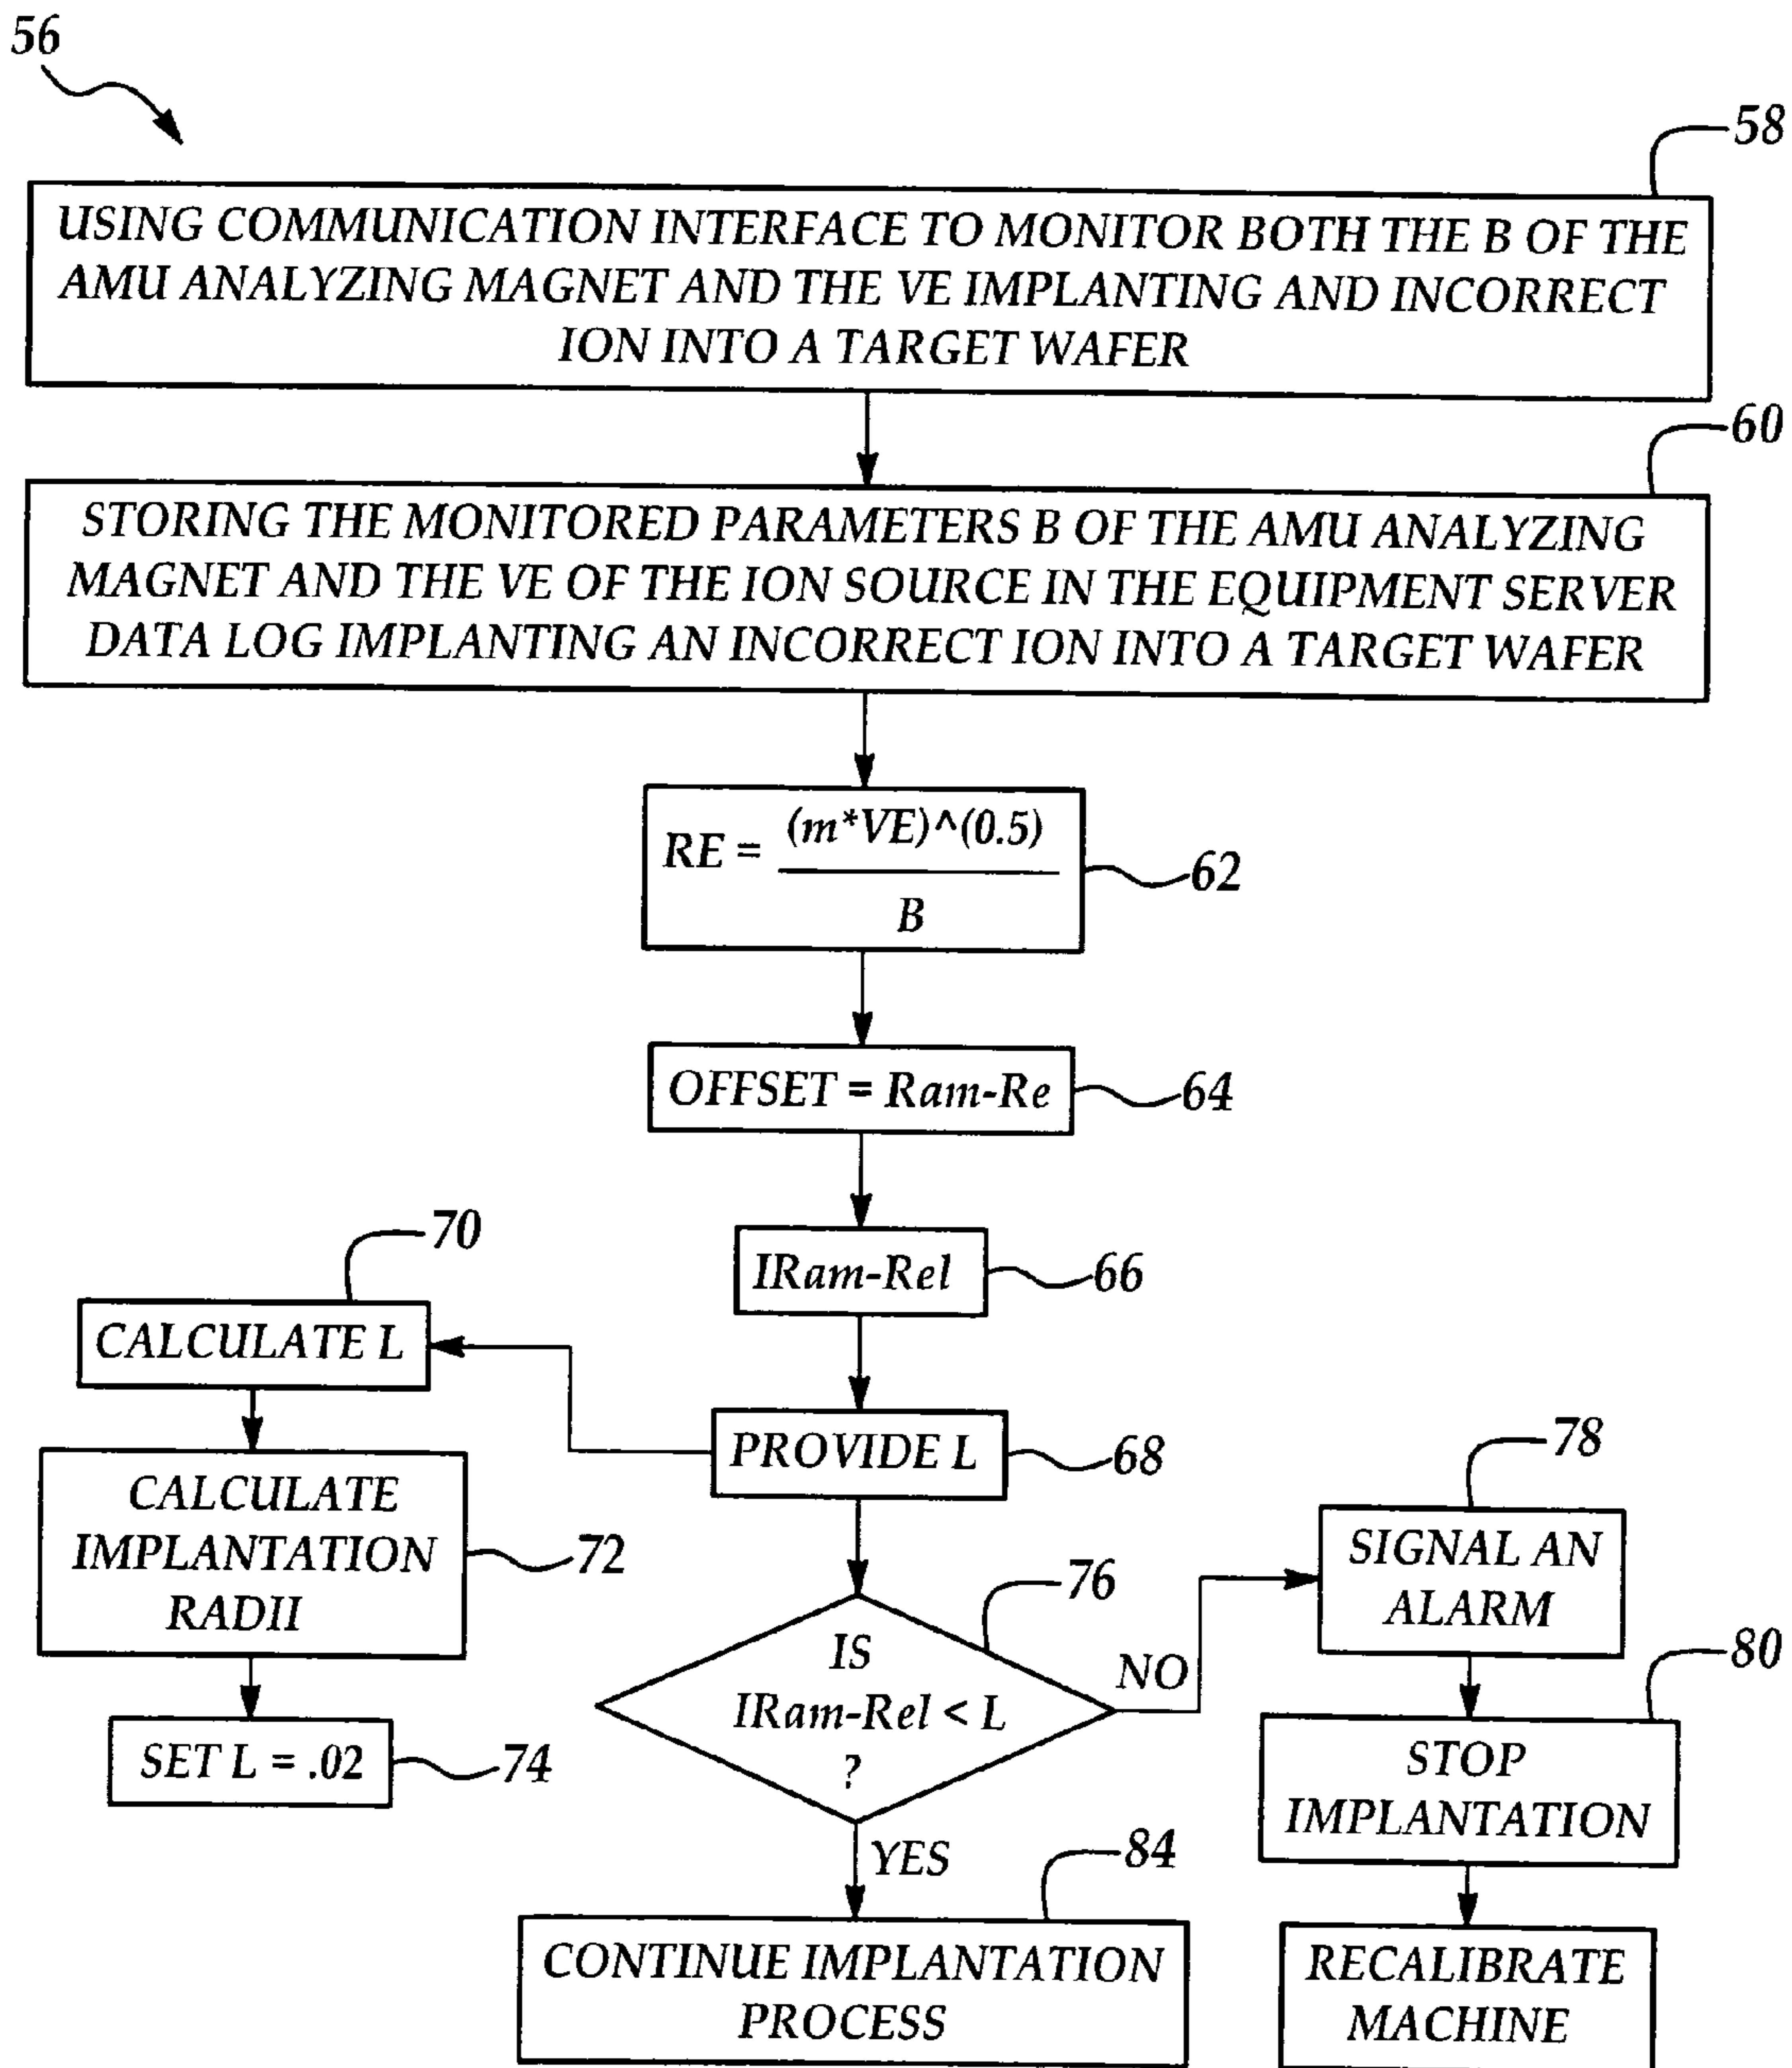 56
58
USING COMMUNICATION INTERFACE TO MONITOR BOTH THE B OF THE
AMU ANALYZING MAGNET AND THE VE IMPLANTING AND INCORRECT
ION INTO A TARGET WAFER
60
STORING THE MONITORED PARAMETERS B OF THE AMU ANALYZING
MAGNET AND THE VE OF THE ION SOURCE IN THE EQUIPMENT SERVER
DATA LOG IMPLANTING AN INCORRECT ION INTO A TARGET WAFER
RE = (m*VE)^(0.5)
B
62
OFFSET = Ram-Re
64
IRam-Rel
66
70
CALCULATE L
PROVIDE L
68
CALCULATE
IMPLANTATION
RADII
72
SET L = .02
74
76
IS
IRam-Rel < L
?
NO
YES
78
SIGNAL AN
ALARM
80
STOP
IMPLANTATION
84
CONTINUE IMPLANTATION
PROCESS
RECALIBRATE
MACHINE